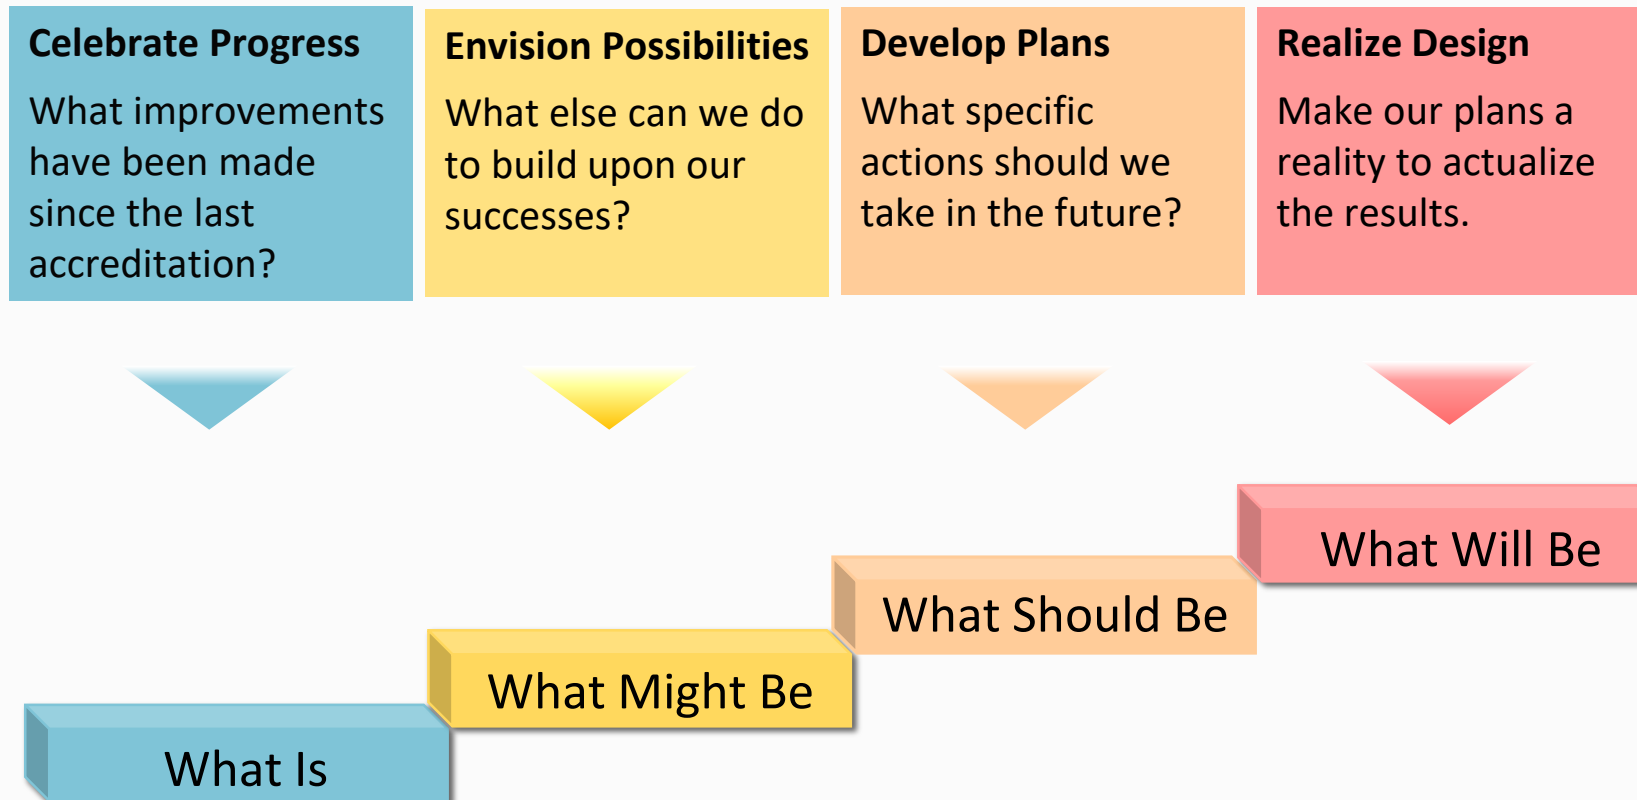 Celebrate Progress
What improvements
have been made
since the last
accreditation?
Envision Possibilities
What else can we do
to build upon our
successes?
Develop Plans
What specific
actions should we
take in the future?
Realize Design
Make our plans a
reality to actualize
the results.
What Is
What Might Be
What Should Be
What Will Be